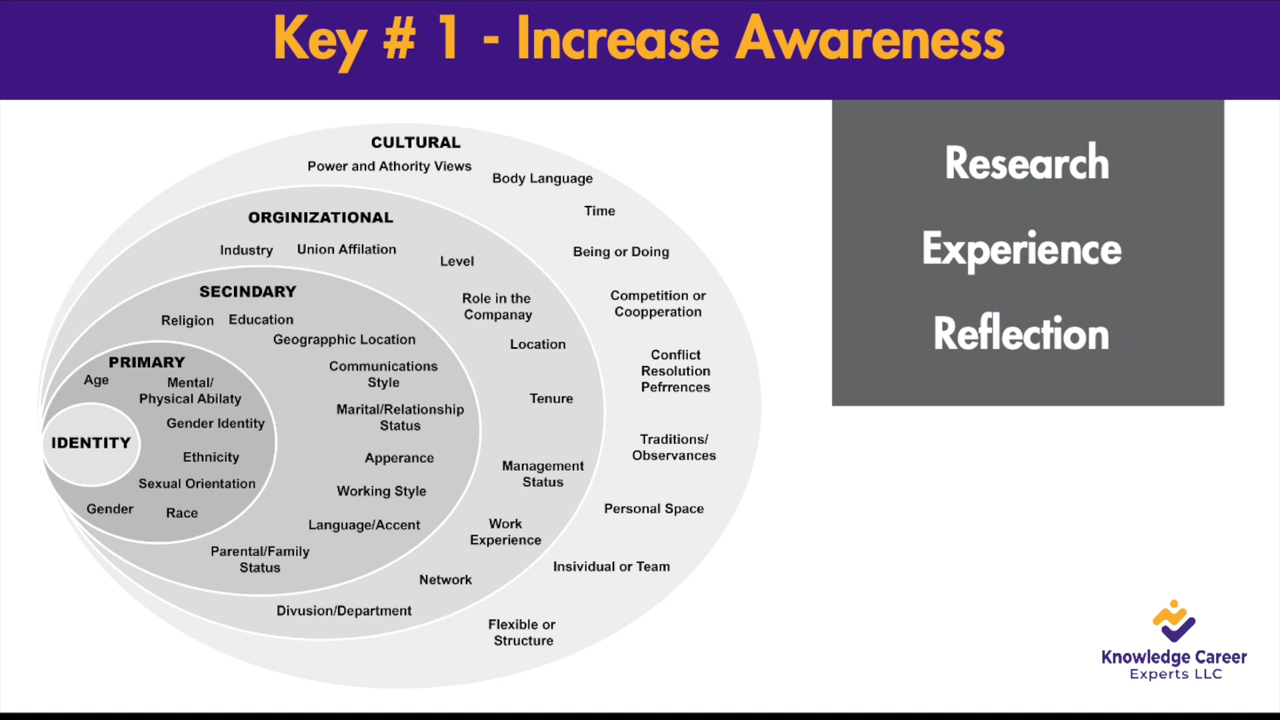 Key # 1 - Increase Awareness
CULTURAL
Power and Athority Views
Body Language
Time
Being or Doing
Competition or
Coopperation
Conflict
Resolution
Pefrrences
Traditions/
Observances
Personal Space
Insividual or Team
Flexible or
Structure
ORGINIZATIONAL
Industry
Union Affilation
Level
Role in the
Companay
Location
Tenure
Management
Status
Work
Experience
Network
Divusion/Department
SECINDARY
Religion
Education
Geograpphic Location
Communications
Style
Marital/Relationship
Status
Apperance
Working Style
Language/Accent
Parental/Family
Status
PRIMARY
Age
Mental/
Physical Abilaty
Gender Identity
Ethnicity
Sexual Orientation
Gender
Race
IDENTITY
Research
Experience
Reflection
Knowledge Career
Experts LLC